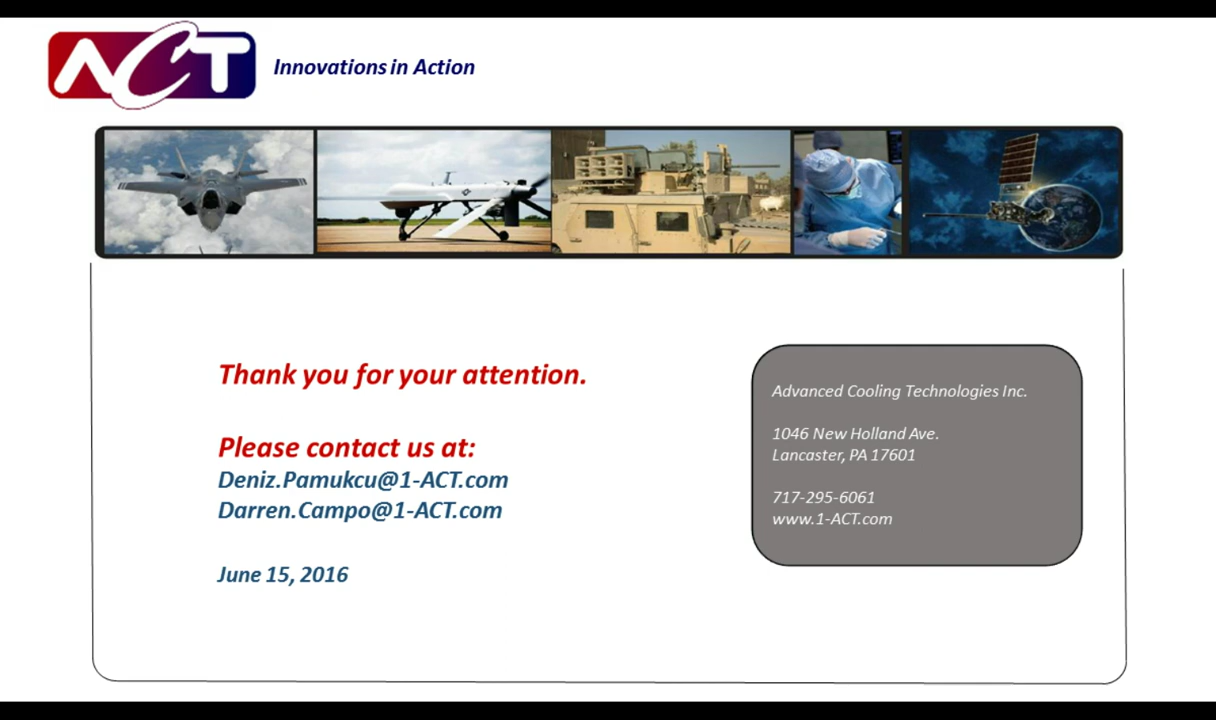 ACT
Innovations in Action
Thank you for your attention.
Please contact us at:
Deniz.Pamukcu@1-ACT.com
Darren.Campo@1-ACT.com
June 15, 2016
Advanced Cooling Technologies Inc.
1046 New Holland Ave.
Lancaster, PA 17601
717-295-6061
www.1-ACT.com